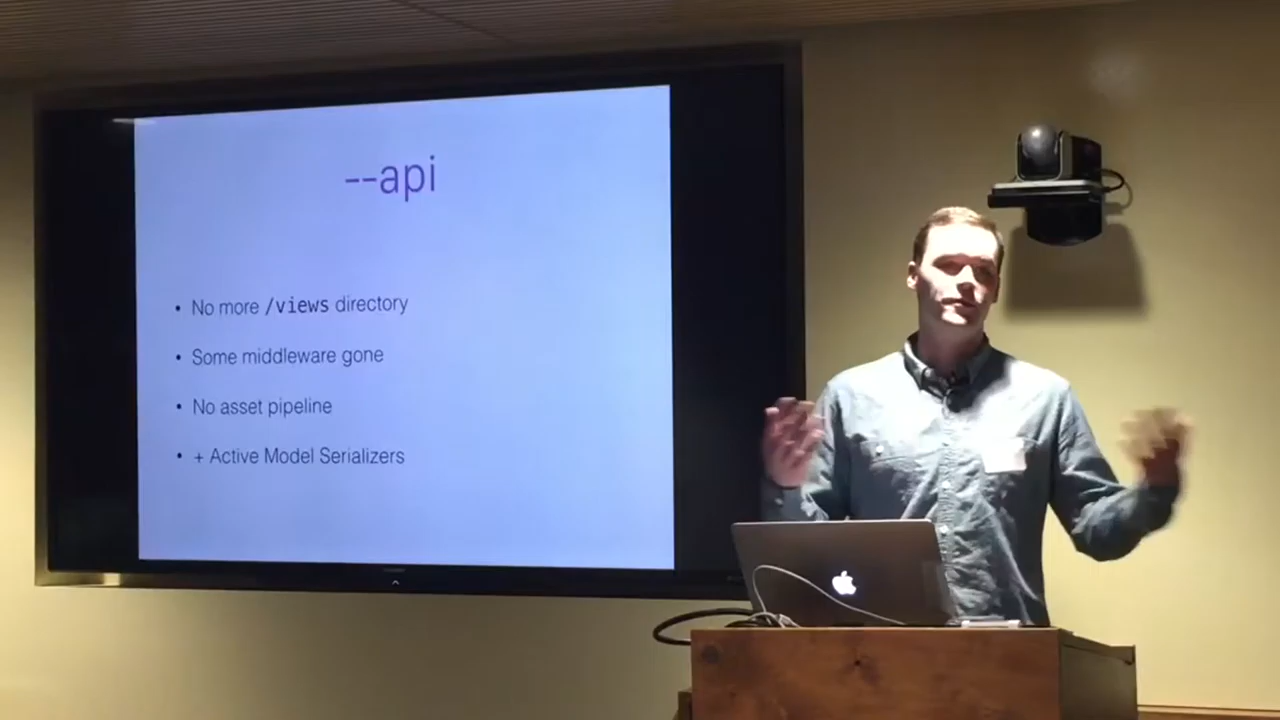 --api
• No more /views directory
• Some middleware gone
• No asset pipeline
• + Active Model Serializers